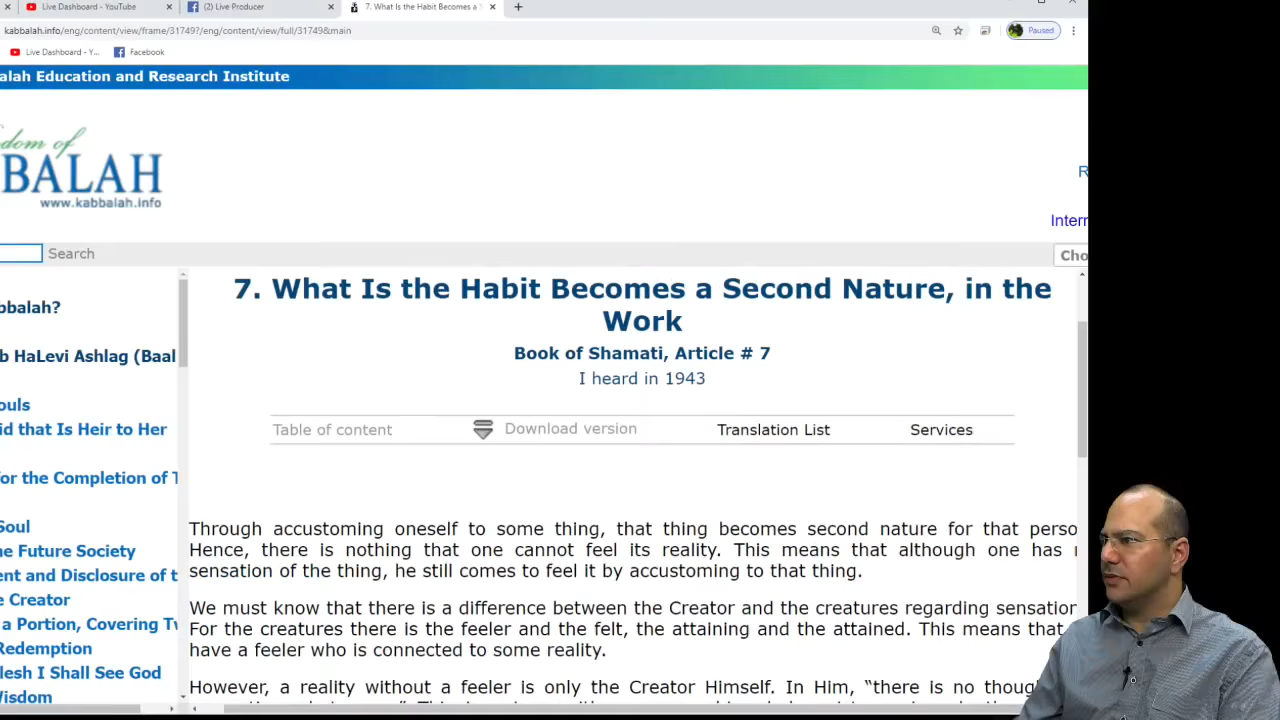 Live Dashboard - YouTube
(2) Live Producer
7. What Is the Habit Becomes a S
kabbalah.info/eng/content/view/frame/31749?/eng/content/view/full/31749&main
Paused
Live Dashboard - Y...
Facebook
alah Education and Research Institute
dom of
BALAH
www.kabbalah.info
R
Interr
Search
Cho
7. What Is the Habit Becomes a Second Nature, in the
Work
Book of Shamati, Article # 7
I heard in 1943
Table of content
Download version
Translation List
Services
bbalah?
b HaLevi Ashlag (Baal
ouls
id that Is Heir to Her
or the Completion of T
Soul
he Future Society
ent and Disclosure of t
e Creator
a Portion, Covering Tw
Redemption
lesh I Shall See God
Wisdom
Through accustoming oneself to some thing, that thing becomes second nature for that perso
Hence, there is nothing that one cannot feel its reality. This means that although one has
sensation of the thing, he still comes to feel it by accustoming to that thing.
We must know that there is a difference between the Creator and the creatures regarding sensation
For the creatures there is the feeler and the felt, the attaining and the attained. This means that
have a feeler who is connected to some reality.
However, a reality without a feeler is only the Creator Himself. In Him, “there is no thoug